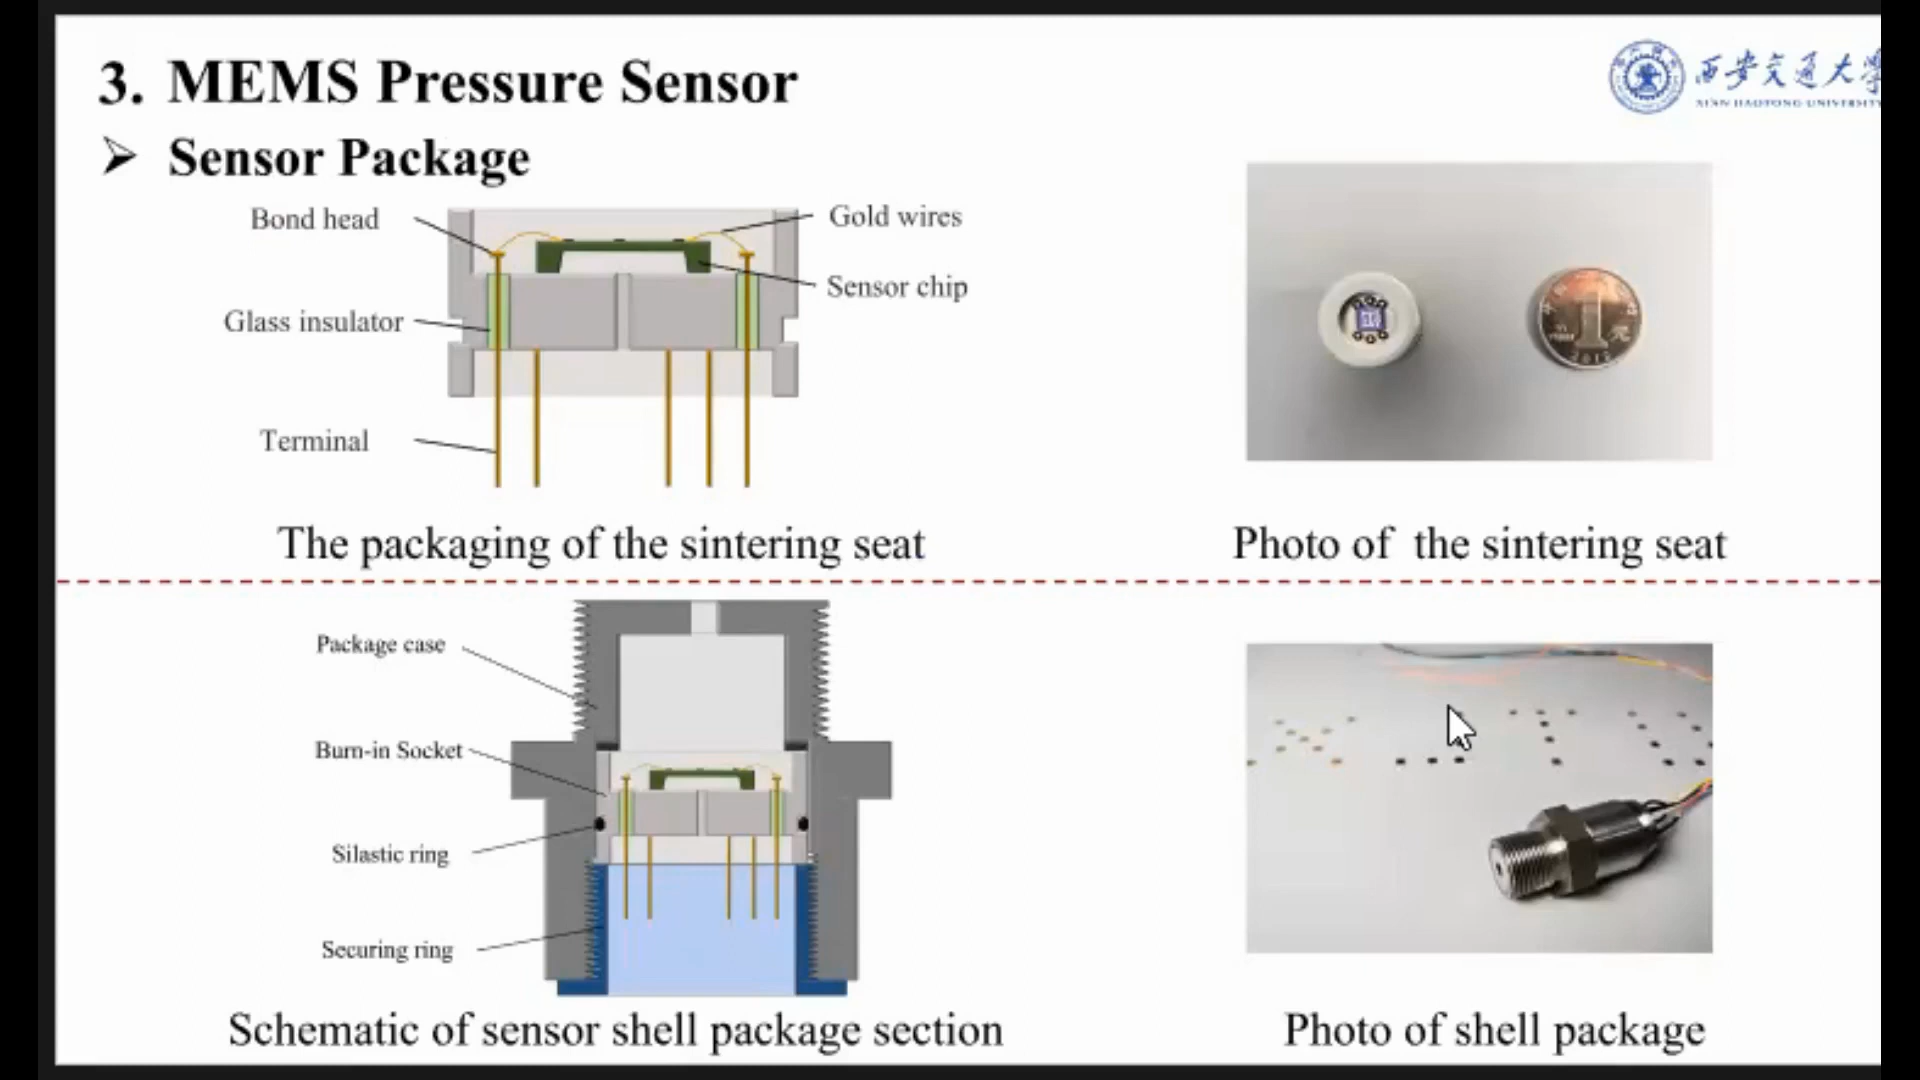 3. MEMS Pressure Sensor
西安交通大学
XI'AN JIAOTONG UNIVERSITY
➢ Sensor Package
Bond head
Gold wires
Sensor chip
Glass insulator
Terminal
1
元
The packaging of the sintering seat
Photo of the sintering seat
Package case
Burn-in Socket
Silastic ring
Securing ring
Schematic of sensor shell package section
Photo of shell package